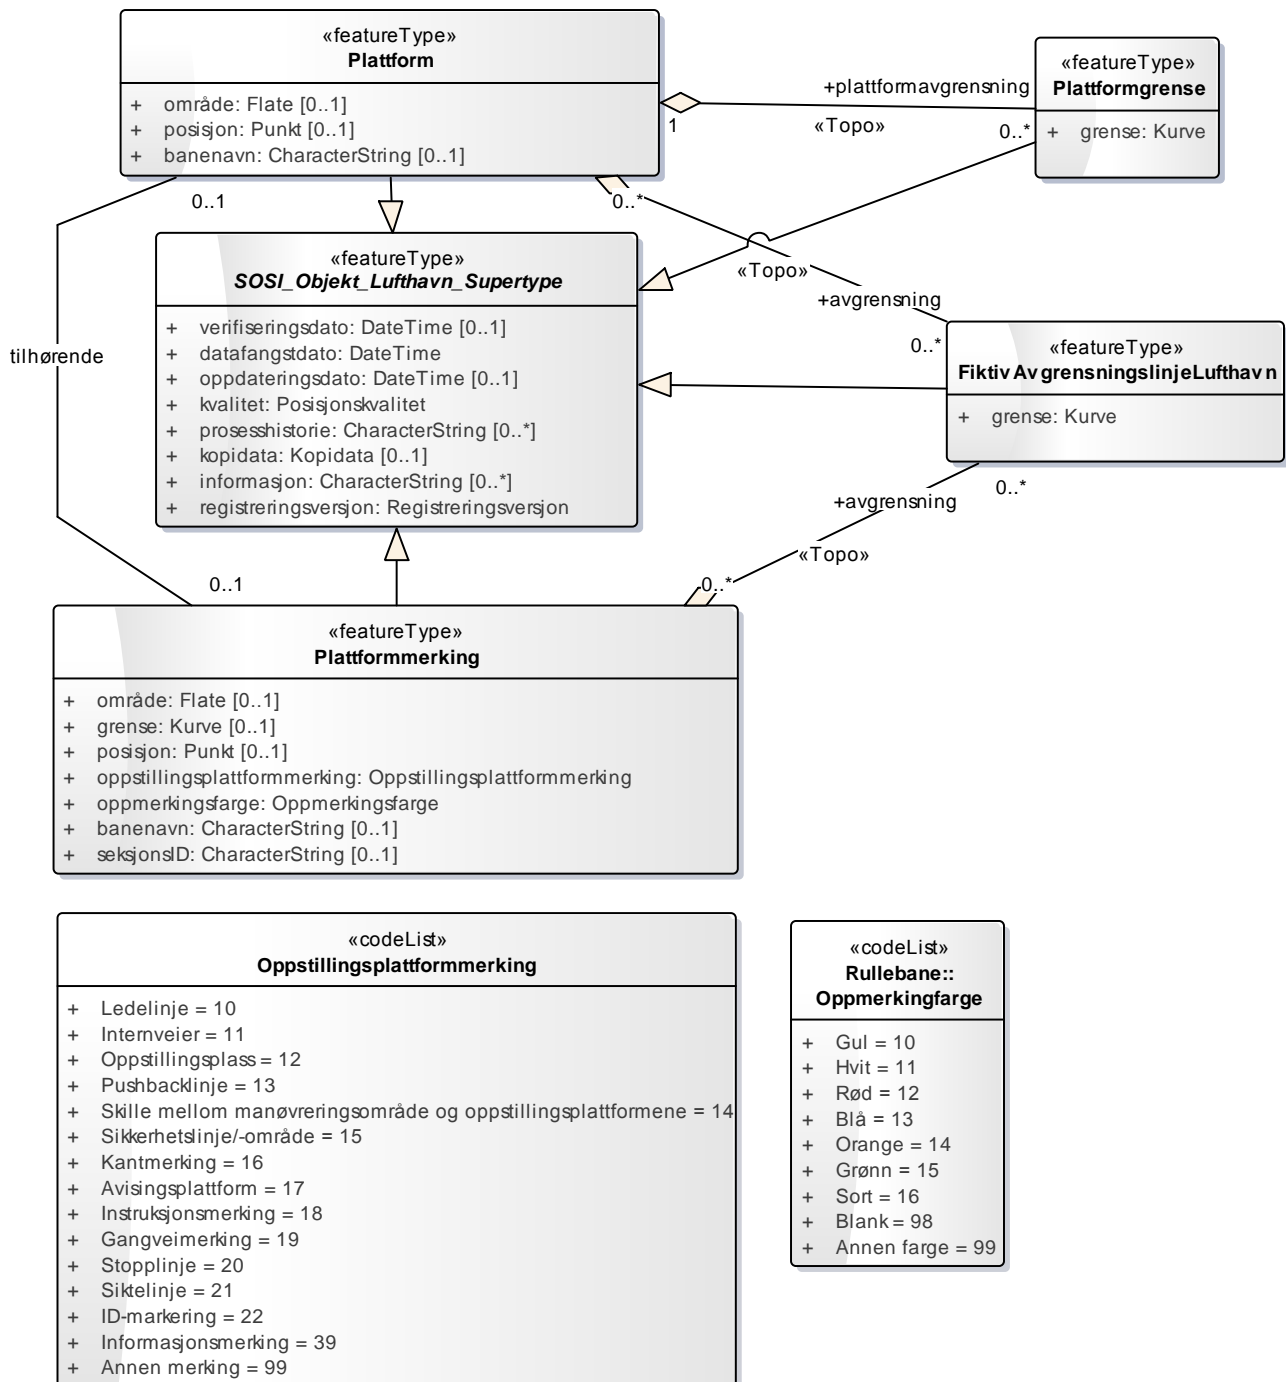 «featureType»
Plattform
+ område: Flate [0..1]
+ posisjon: Punkt [0..1]
+ banenavn: CharacterString [0..1]
«featureType»
Plattformgrense
+ grense: Kurve
+plattformavgrensning
1
«Topo»
0..*
0..1
0..*
«Topo»
+avgrensning
0..*
tilhørende
«featureType»
SOSI_Objekt_Lufthavn_Supertype
+ verifiseringsdato: DateTime [0..1]
+ datafangstdato: DateTime
+ oppdateringsdato: DateTime [0..1]
+ kvalitet: Posisjonskvalitet
+ prosesshistorie: CharacterString [0..*]
+ kopidata: Kopidata [0..1]
+ informasjon: CharacterString [0..*]
+ registreringsversjon: Registreringsversjon
«featureType»
FiktivAvgrensningslinjeLufthavn
+ grense: Kurve
0..*
+avgrensning
«Topo»
0..*
0..1
«featureType»
Plattformmerking
+ område: Flate [0..1]
+ grense: Kurve [0..1]
+ posisjon: Punkt [0..1]
+ oppstillingsplattformmerking: Oppstillingsplattformmerking
+ oppmerkingsfarge: Oppmerkingsfarge
+ banenavn: CharacterString [0..1]
+ seksjonsID: CharacterString [0..1]
«codeList»
Oppstillingsplattformmerking
+ Ledelinje = 10
+ Internveier = 11
+ Oppstillingsplass = 12
+ Pushbacklinje = 13
+ Skille mellom manøvreringsområde og oppstillingsplattformene = 14
+ Sikkerhetslinje/-område = 15
+ Kantmerking = 16
+ Avisingsplattform = 17
+ Instruksjonsmerking = 18
+ Gangveimerking = 19
+ Stopplinje = 20
+ Siktelinje = 21
+ ID-markering = 22
+ Informasjonsmerking = 39
+ Annen merking = 99
«codeList»
Rullebane::
Oppmerkingfarge
+ Gul = 10
+ Hvit = 11
+ Rød = 12
+ Blå = 13
+ Orange = 14
+ Grønn = 15
+ Sort = 16
+ Blank = 98
+ Annen farge = 99